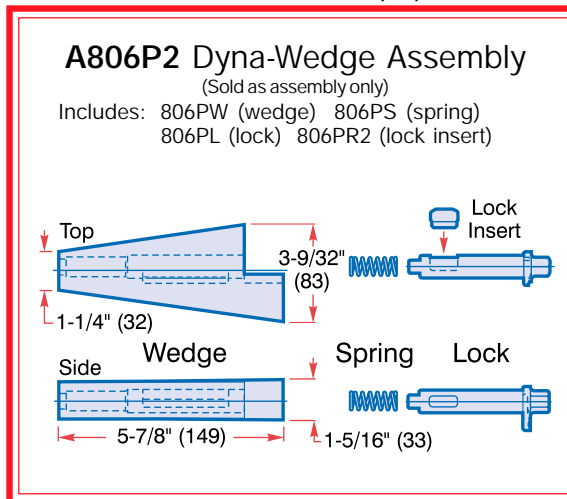 A806P2 Dyna-Wedge Assembly
(Sold as assembly only)
Includes: 806PW (wedge) 806PS (spring)
806PL (lock) 806PR2 (lock insert)
Top
Lock
Insert
3-9/32"
(83)
1-1/4" (32)
Side
Wedge
Spring
Lock
5-7/8" (149)
1-5/16" (33)